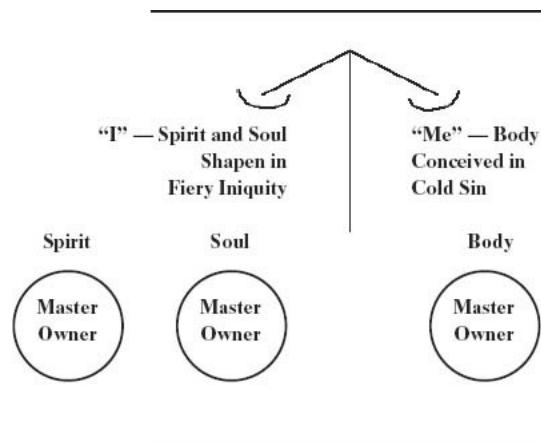 “I” — Spirit and Soul
Shapen in
Fiery Iniquity
“Me” — Body
Conceived in
Cold Sin
Spirit
Soul
Body
Master
Owner
Master
Owner
Master
Owner